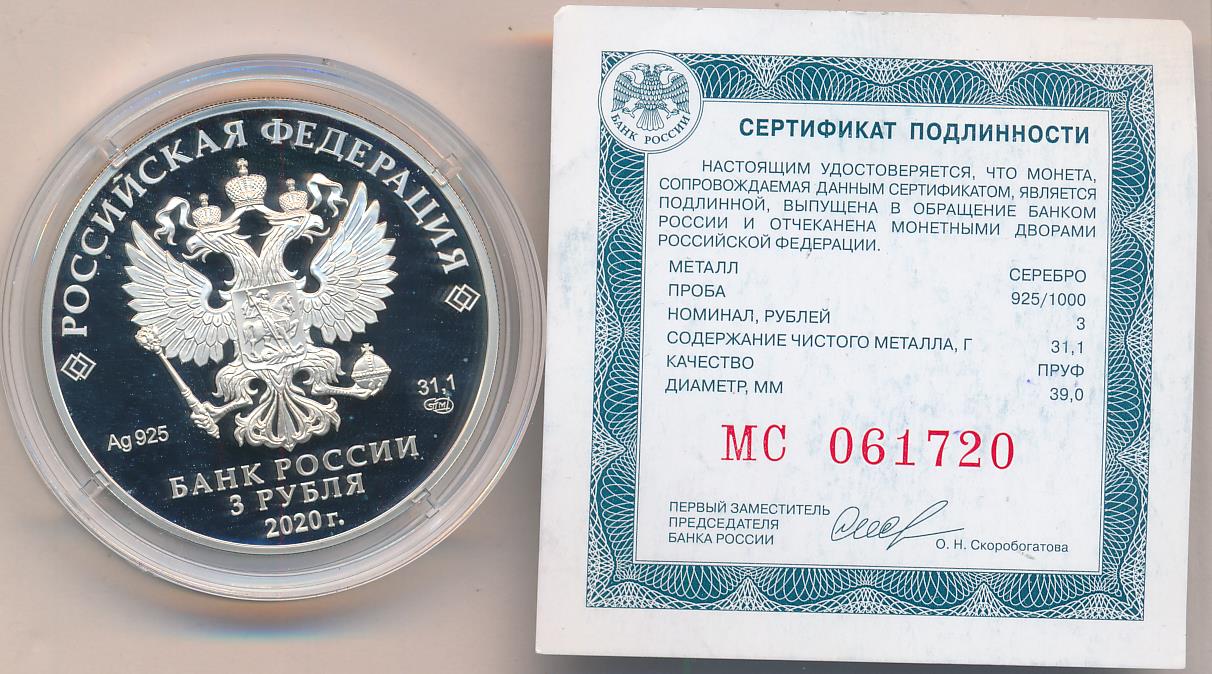 РОССИЙСКАЯ ФЕДЕРАЦИЯ
31,1
СПМД
Ag 925
БАНК РОССИИ
3 РУБЛЯ
2020 г.
БАНК РОССИИ
СЕРТИФИКАТ ПОДЛИННОСТИ
НАСТОЯЩИМ УДОСТОВЕРЯЕТСЯ, ЧТО МОНЕТА,
СОПРОВОЖДАЕМАЯ ДАННЫМ СЕРТИФИКАТОМ, ЯВЛЯЕТСЯ
ПОДЛИННОЙ, ВЫПУЩЕНА В ОБРАЩЕНИЕ БАНКОМ
РОССИИ И ОТЧЕКАНЕНА МОНЕТНЫМИ ДВОРАМИ
РОССИЙСКОЙ ФЕДЕРАЦИИ.
МЕТАЛЛ СЕРЕБРО
ПРОБА 925/1000
НОМИНАЛ, РУБЛЕЙ 3
СОДЕРЖАНИЕ ЧИСТОГО МЕТАЛЛА, Г 31,1
КАЧЕСТВО ПРУФ
ДИАМЕТР, ММ 39,0
МС 061720
ПЕРВЫЙ ЗАМЕСТИТЕЛЬ
ПРЕДСЕДАТЕЛЯ
БАНКА РОССИИ
О. Н. Скоробогатова